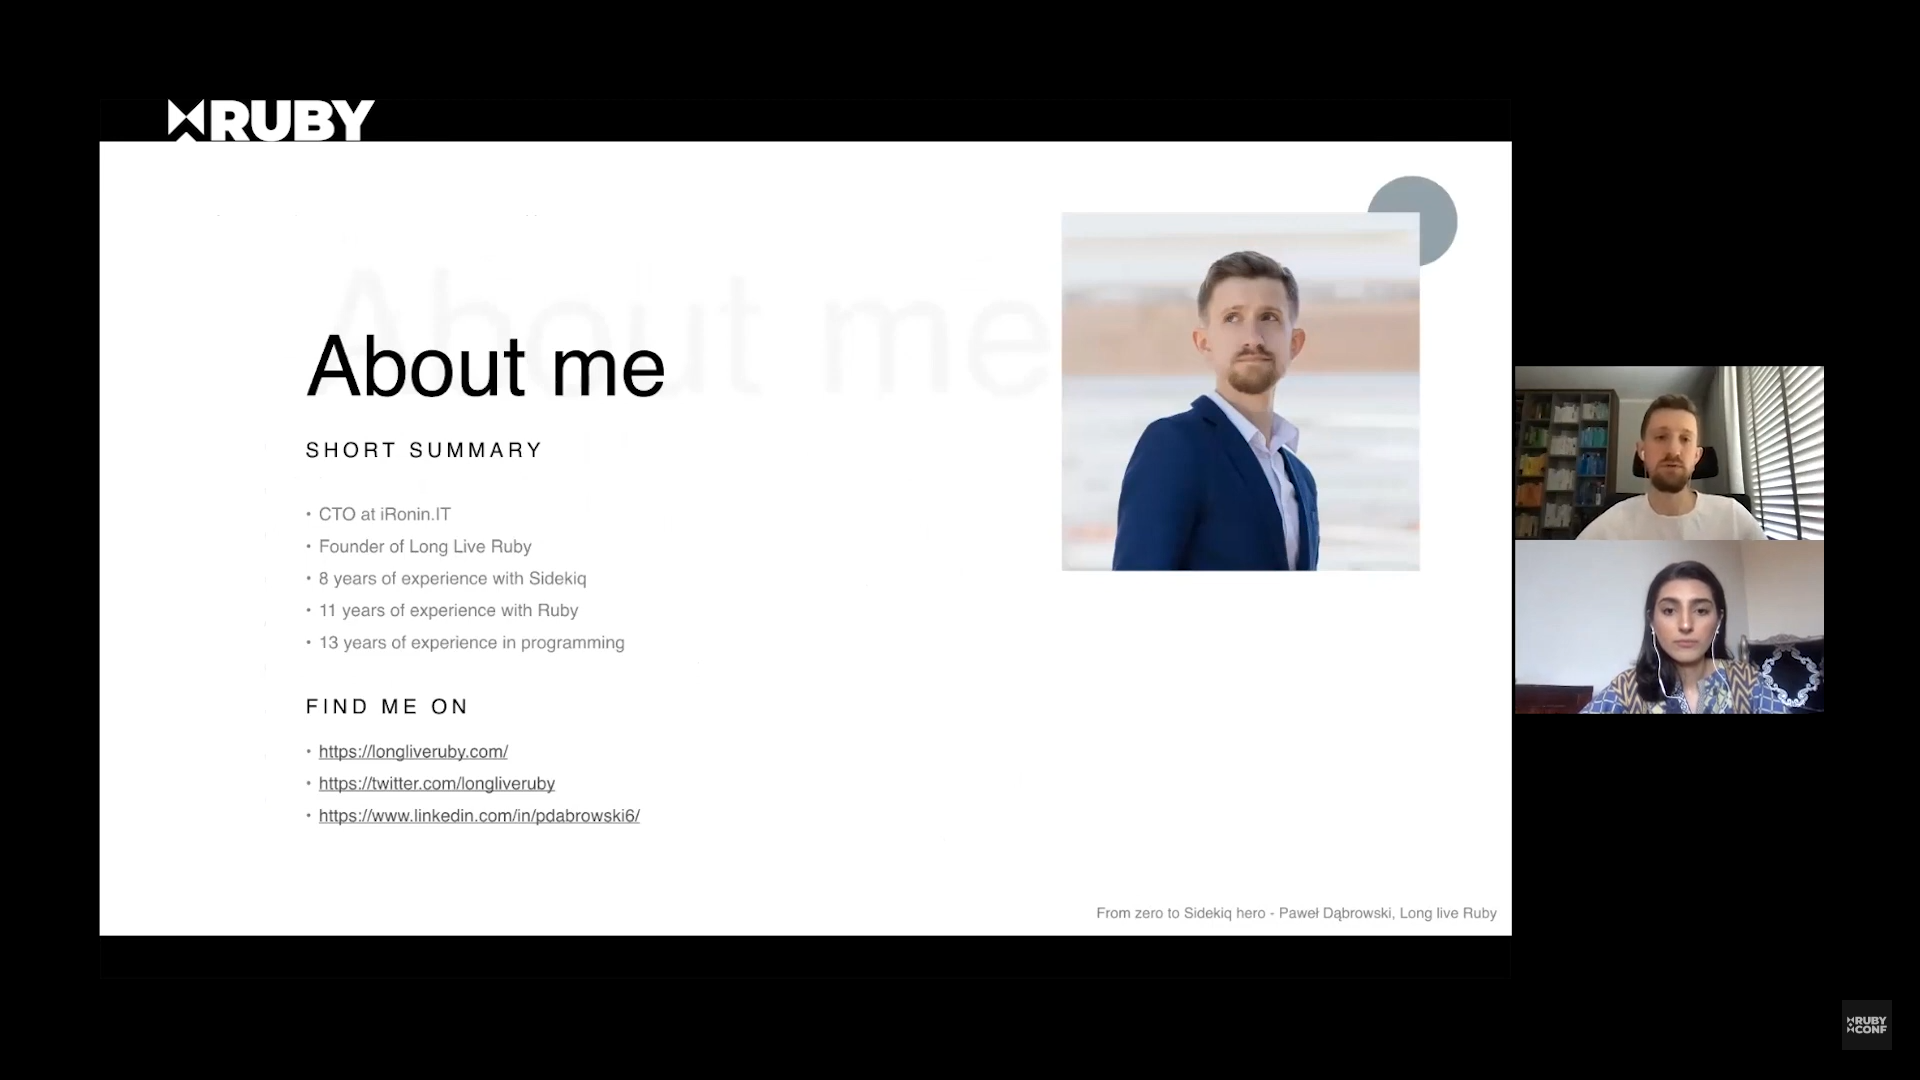 RUBY
About me
About me
SHORT SUMMARY
• CTO at iRonin.IT
• Founder of Long Live Ruby
• 8 years of experience with Sidekiq
• 11 years of experience with Ruby
• 13 years of experience in programming
FIND ME ON
• https://longliveruby.com/
• https://twitter.com/longliveruby
• https://www.linkedin.com/in/pdabrowski6/
From zero to Sidekiq hero - Paweł Dąbrowski, Long live Ruby
RUBY
CONF